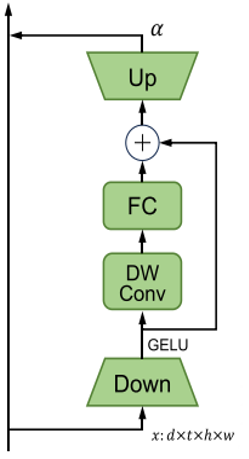 α
Up
+
FC
DW
Conv
GELU
Down
x: d×t×h×w